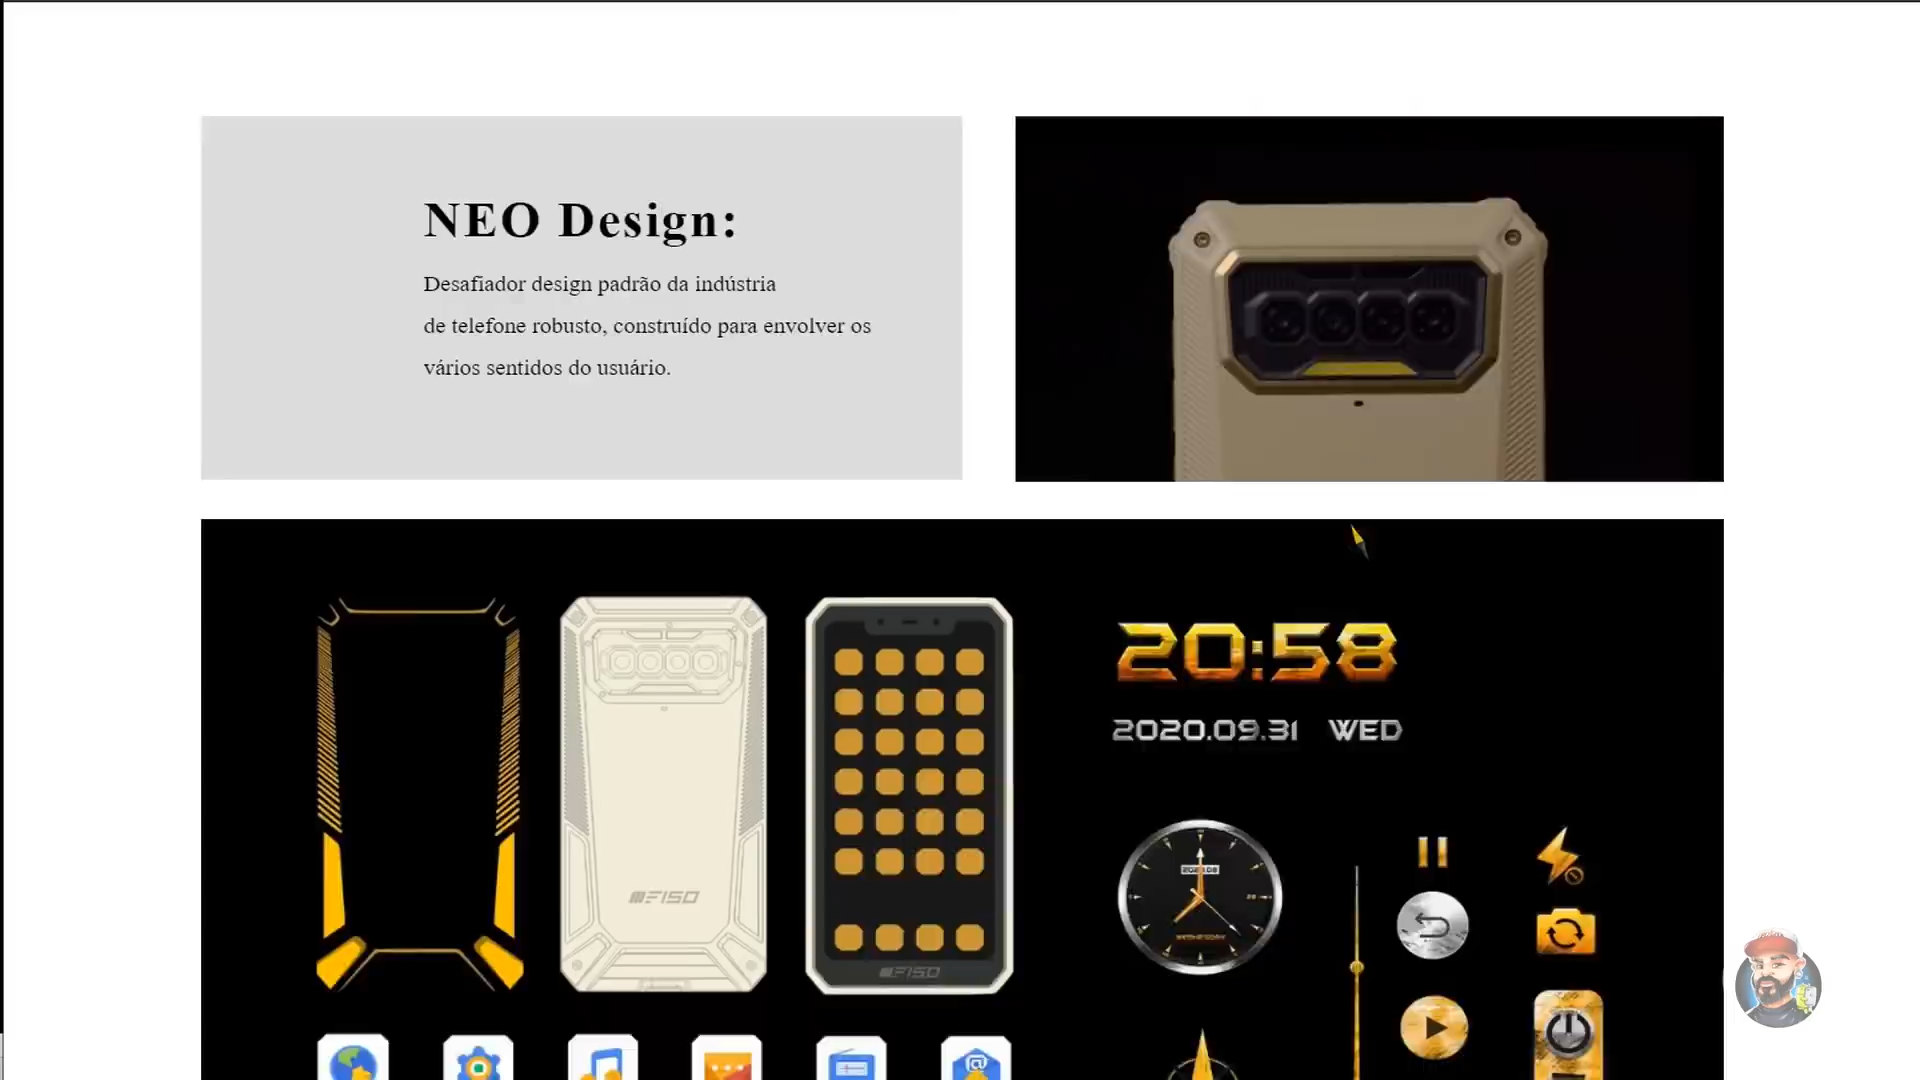 NEO Design:
Desafiador design padrão da indústria
de telefone robusto, construído para envolver os
vários sentidos do usuário.
20:58
2020.09.31 WED
F150
F150